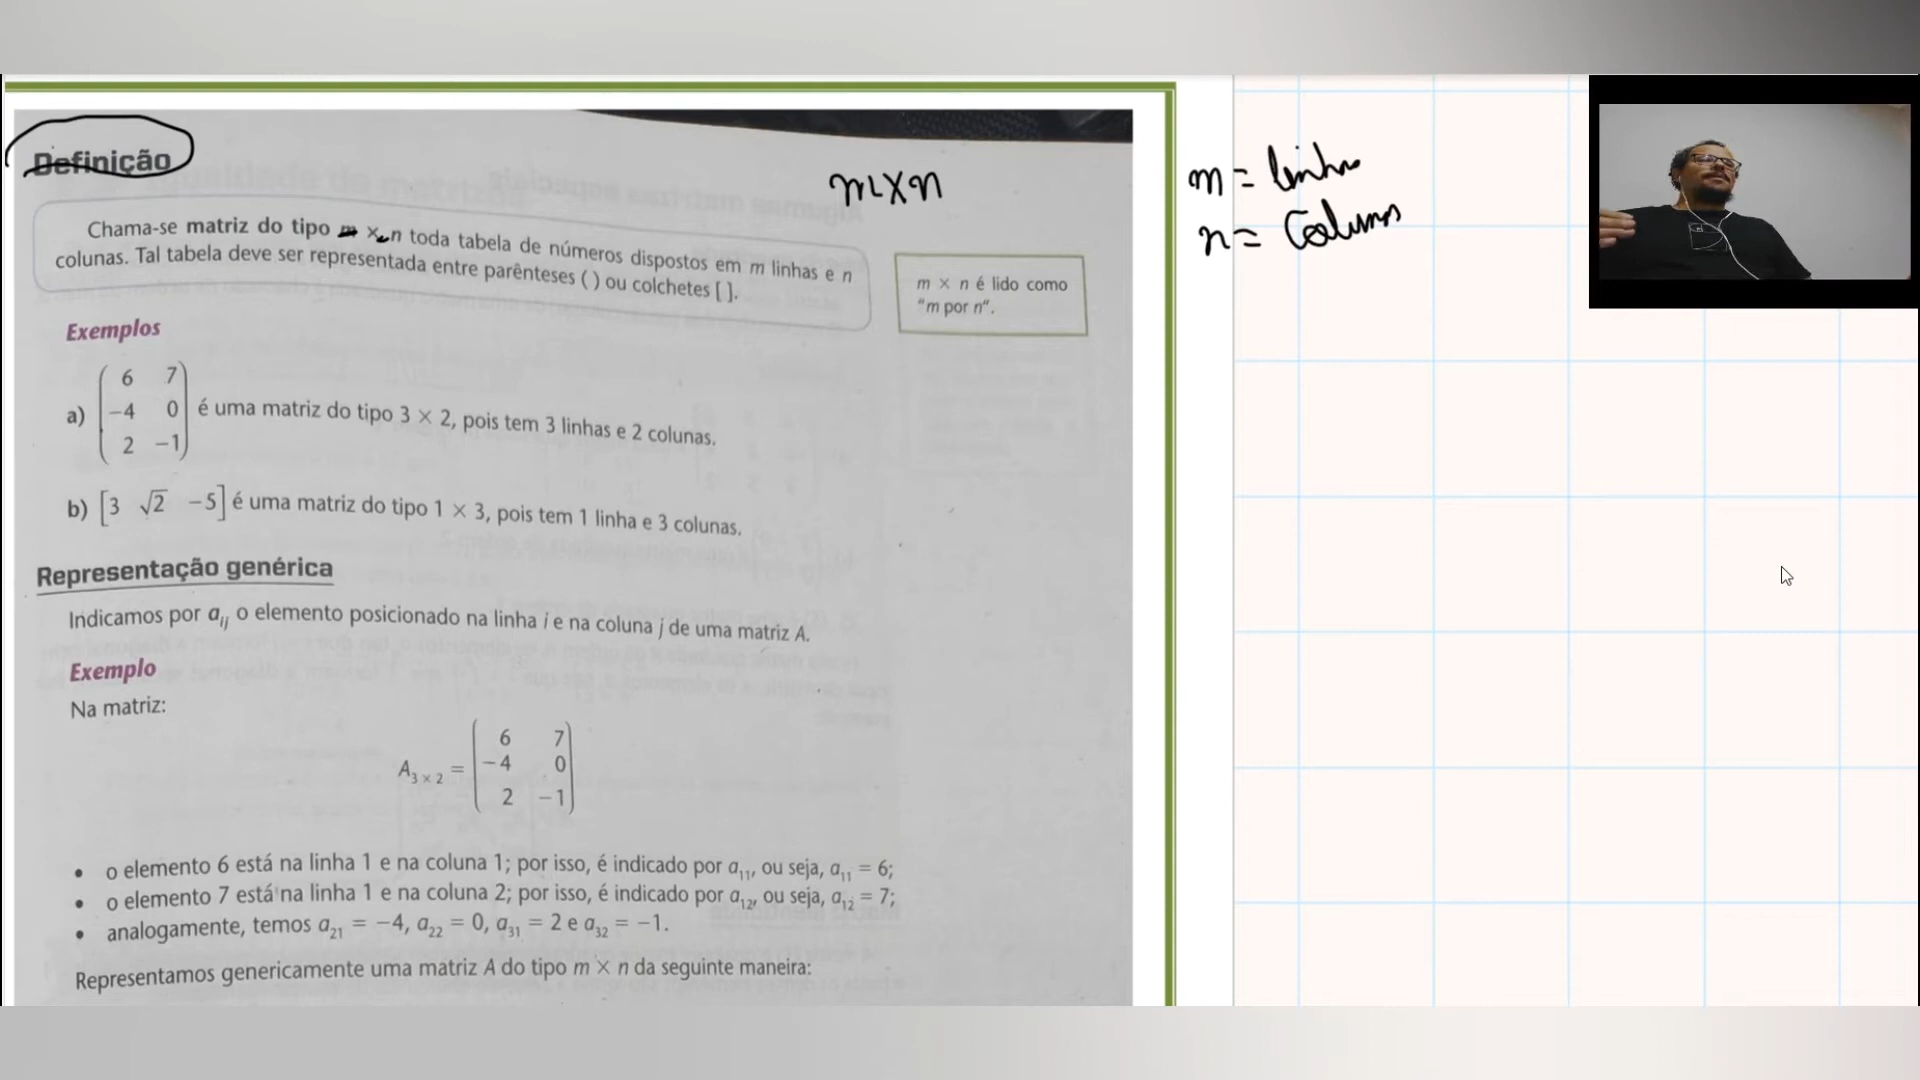 Definição
m x n
m = linha
n = Coluna
Chama-se matriz do tipo m × n toda tabela de números dispostos em m linhas e n
colunas. Tal tabela deve ser representada entre parênteses ( ) ou colchetes [ ].
m × n é lido como
"m por n".
Exemplos
a) ( 6 7
−4 0
2 −1 ) é uma matriz do tipo 3 × 2, pois tem 3 linhas e 2 colunas.
b) [3 √2 −5] é uma matriz do tipo 1 × 3, pois tem 1 linha e 3 colunas.
Representação genérica
Indicamos por aij o elemento posicionado na linha i e na coluna j de uma matriz A.
Exemplo
Na matriz:
A3 × 2 = ( 6 7
−4 0
2 −1 )
• o elemento 6 está na linha 1 e na coluna 1; por isso, é indicado por a11, ou seja, a11 = 6;
• o elemento 7 está na linha 1 e na coluna 2; por isso, é indicado por a12, ou seja, a12 = 7;
• analogamente, temos a21 = −4, a22 = 0, a31 = 2 e a32 = −1.
Representamos genericamente uma matriz A do tipo m × n da seguinte maneira: